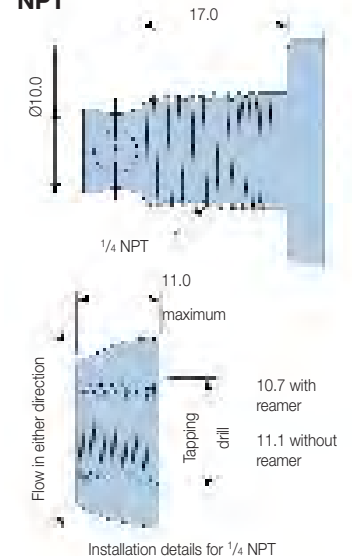 NPT
17.0
Ø10.0
1/4 NPT
11.0
maximum
Flow in either direction
Tapping
drill
10.7 with
reamer
11.1 without
reamer
Installation details for 1/4 NPT